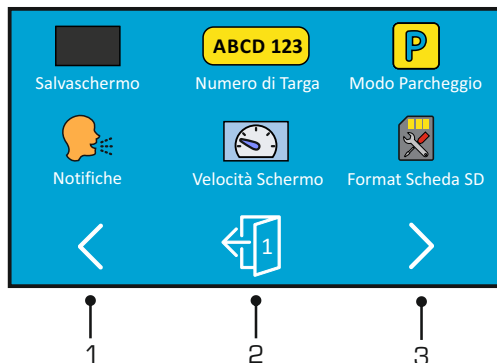 ABCD 123
P
Salvaschermo
Numero di Targa
Modo Parcheggio
Notifiche
Velocità Schermo
Format Scheda SD
1
1
2
3